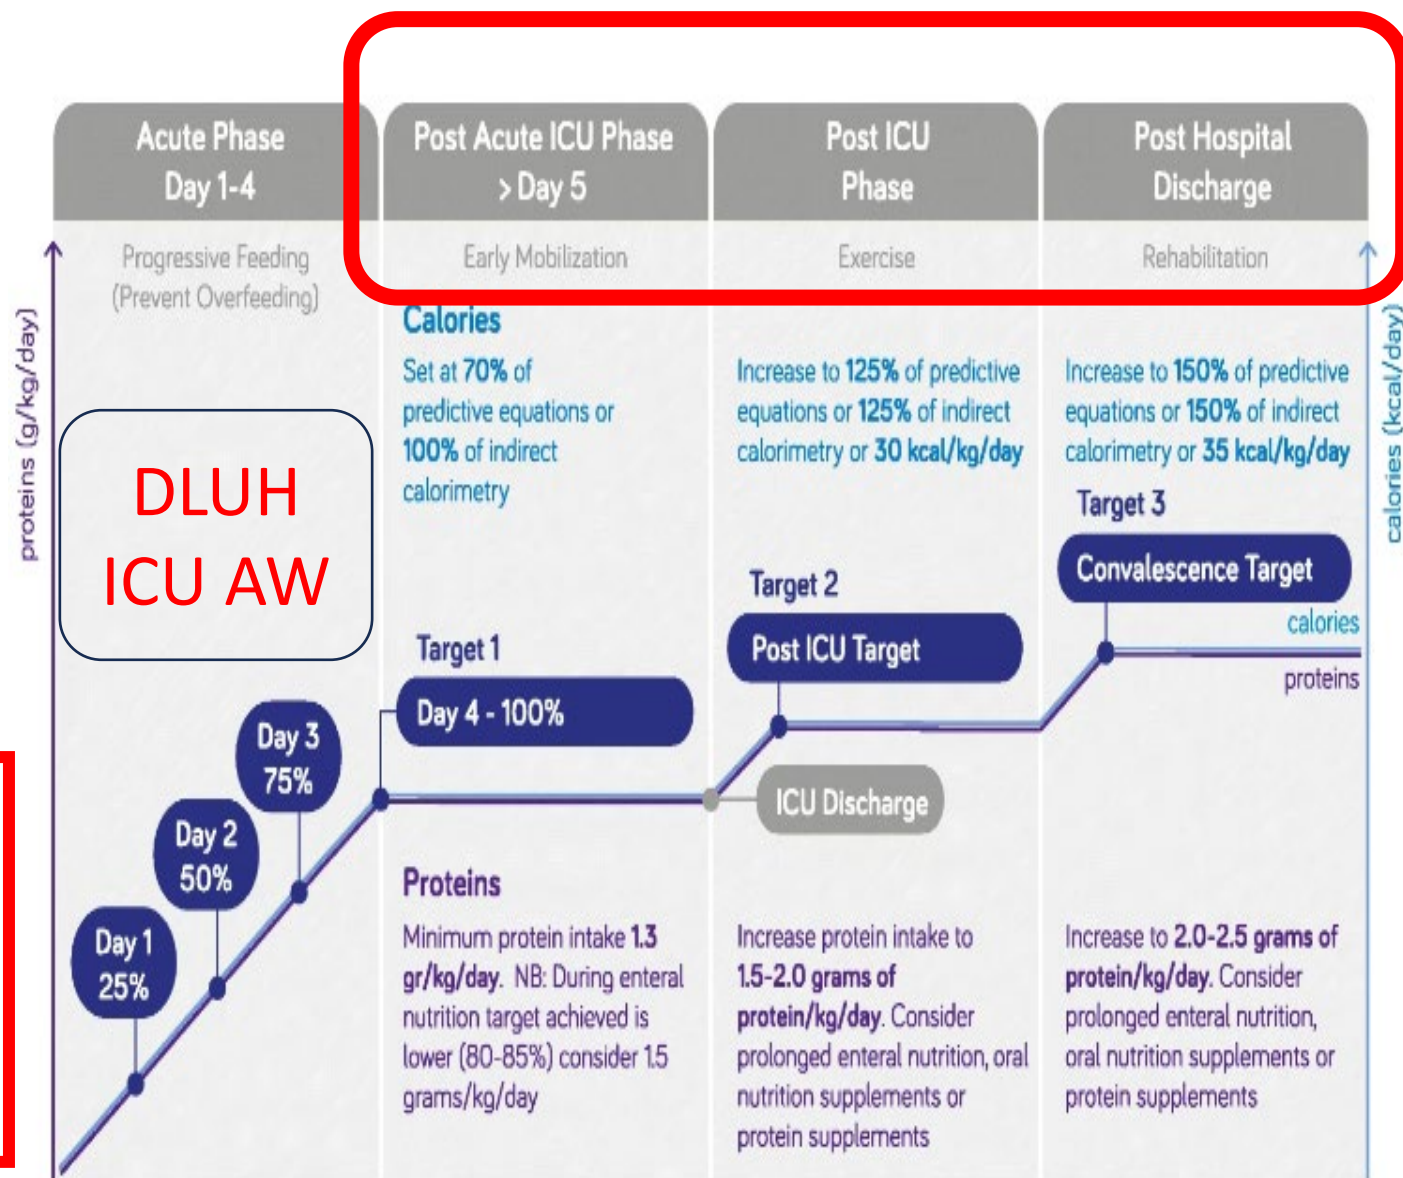 Acute Phase
Day 1-4
Post Acute ICU Phase
> Day 5
Post ICU
Phase
Post Hospital
Discharge
Progressive Feeding
(Prevent Overfeeding)
Early Mobilization
Exercise
Rehabilitation
proteins (g/kg/day)
calories (kcal/day)
DLUH
ICU AW
Calories
Set at 70% of
predictive equations or
100% of indirect
calorimetry
Increase to 125% of predictive
equations or 125% of indirect
calorimetry or 30 kcal/kg/day
Increase to 150% of predictive
equations or 150% of indirect
calorimetry or 35 kcal/kg/day
Target 1
Day 4 - 100%
Target 2
Post ICU Target
Target 3
Convalescence Target
calories
proteins
Day 3
75%
Day 2
50%
Day 1
25%
ICU Discharge
Proteins
Minimum protein intake 1.3
gr/kg/day. NB: During enteral
nutrition target achieved is
lower (80-85%) consider 1.5
grams/kg/day
Increase protein intake to
1.5-2.0 grams of
protein/kg/day. Consider
prolonged enteral nutrition, oral
nutrition supplements or
protein supplements
Increase to 2.0-2.5 grams of
protein/kg/day. Consider
prolonged enteral nutrition,
oral nutrition supplements or
protein supplements